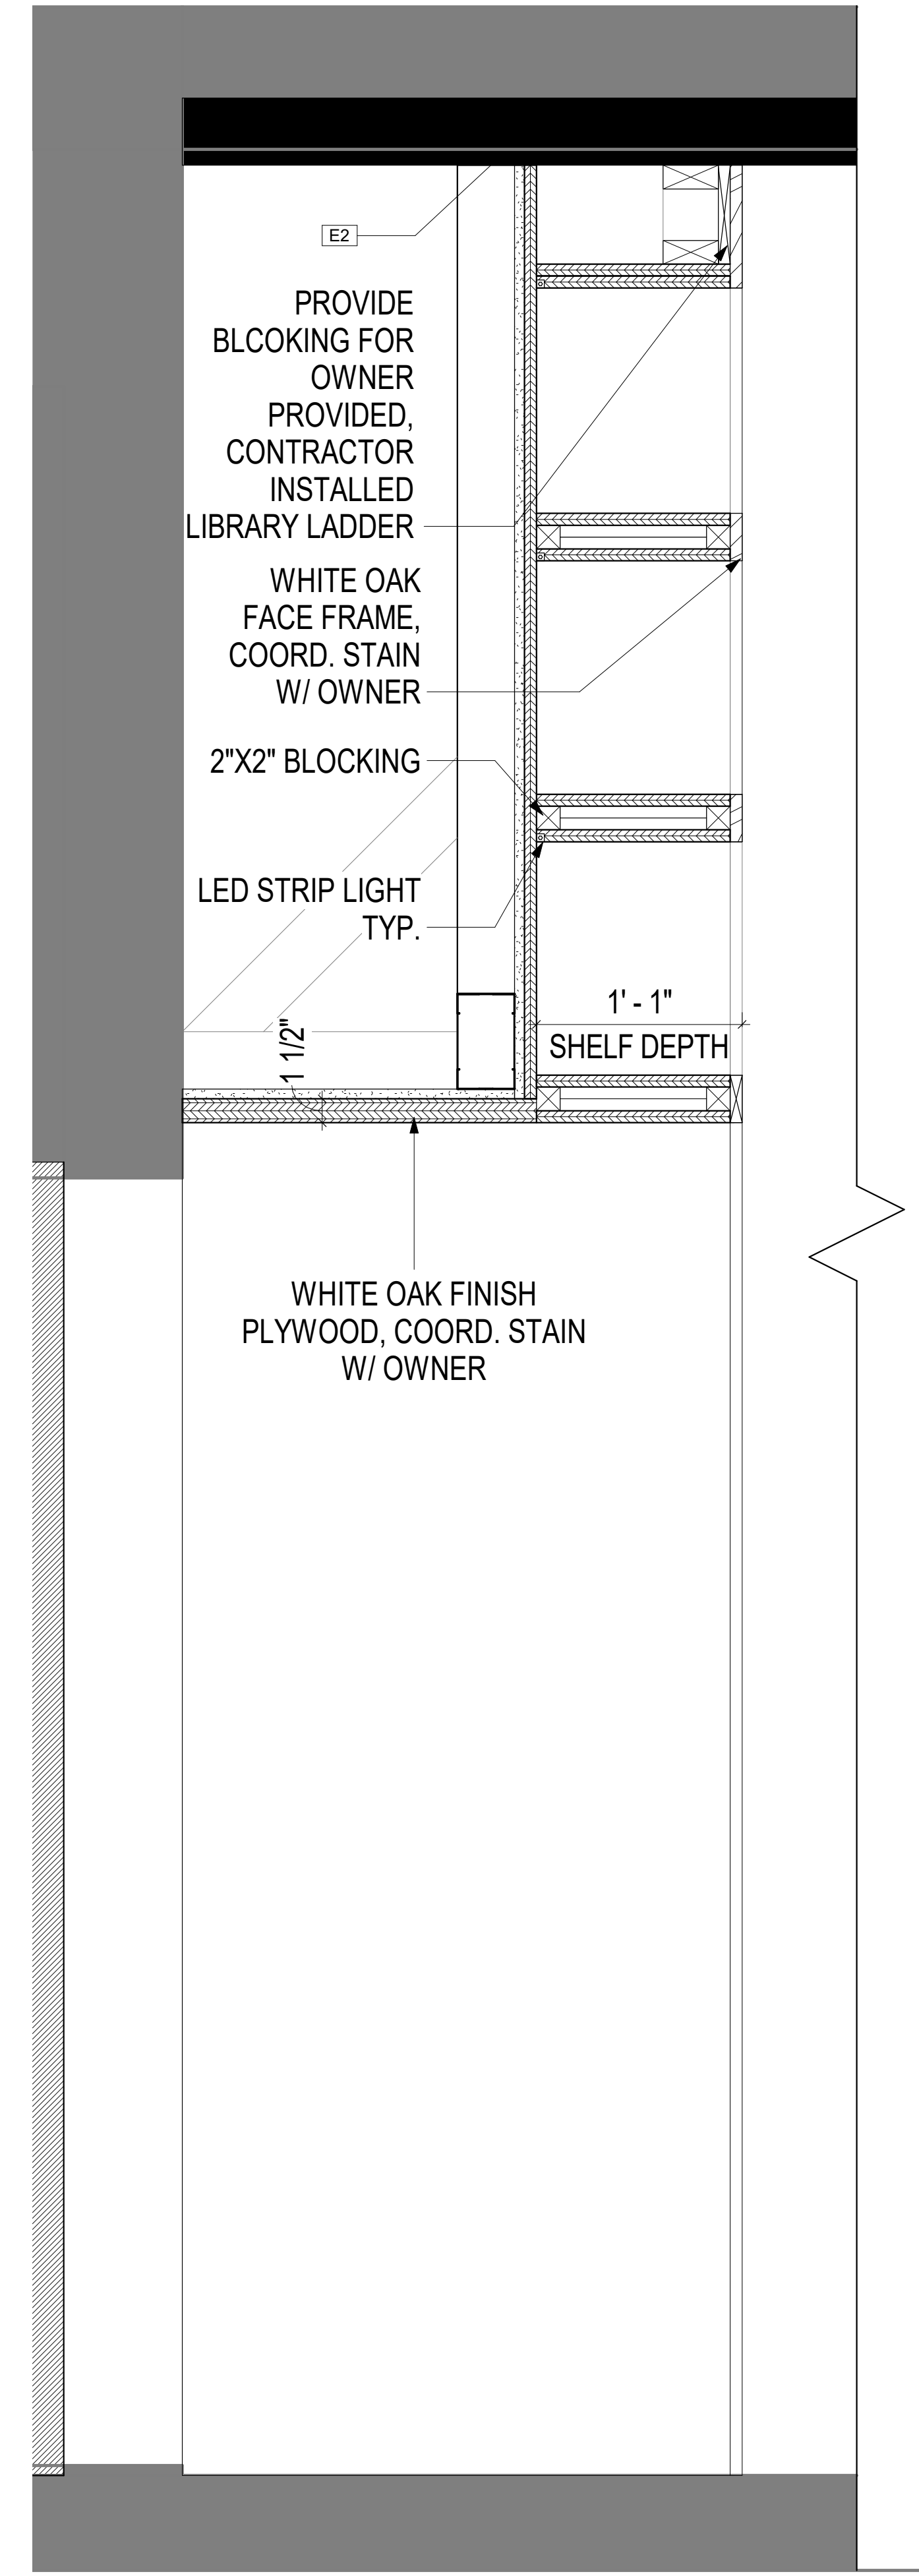 E2
PROVIDE
BLCOKING FOR
OWNER
PROVIDED,
CONTRACTOR
INSTALLED
LIBRARY LADDER
WHITE OAK
FACE FRAME,
COORD. STAIN
W/ OWNER
2"X2" BLOCKING
LED STRIP LIGHT
TYP.
1' - 1"
SHELF DEPTH
1 1/2"
WHITE OAK FINISH
PLYWOOD, COORD. STAIN
W/ OWNER